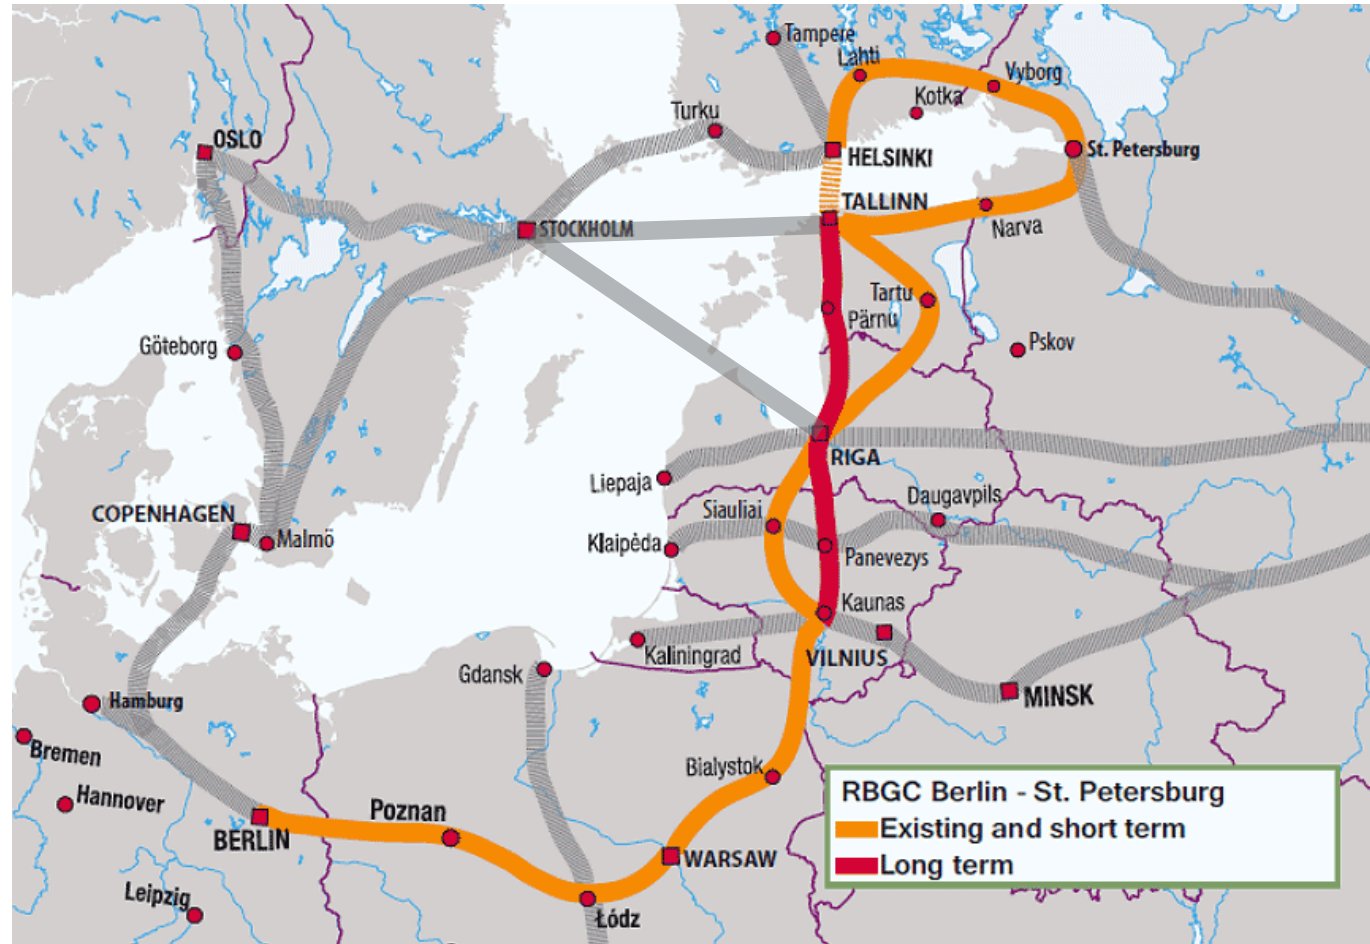 Tampere
Lahti
Vyborg
Kotka
Turku
OSLO
HELSINKI
St. Petersburg
TALLINN
STOCKHOLM
Narva
Tartu
Pärnu
Göteborg
Pskov
RIGA
Liepaja
Daugavpils
Siauliai
COPENHAGEN
Malmö
Klaipėda
Panevezys
Kaunas
Kaliningrad
VILNIUS
Gdansk
MINSK
Hamburg
Bremen
Bialystok
Hannover
Poznan
BERLIN
WARSAW
Leipzig
Łódz
RBGC Berlin - St. Petersburg
Existing and short term
Long term